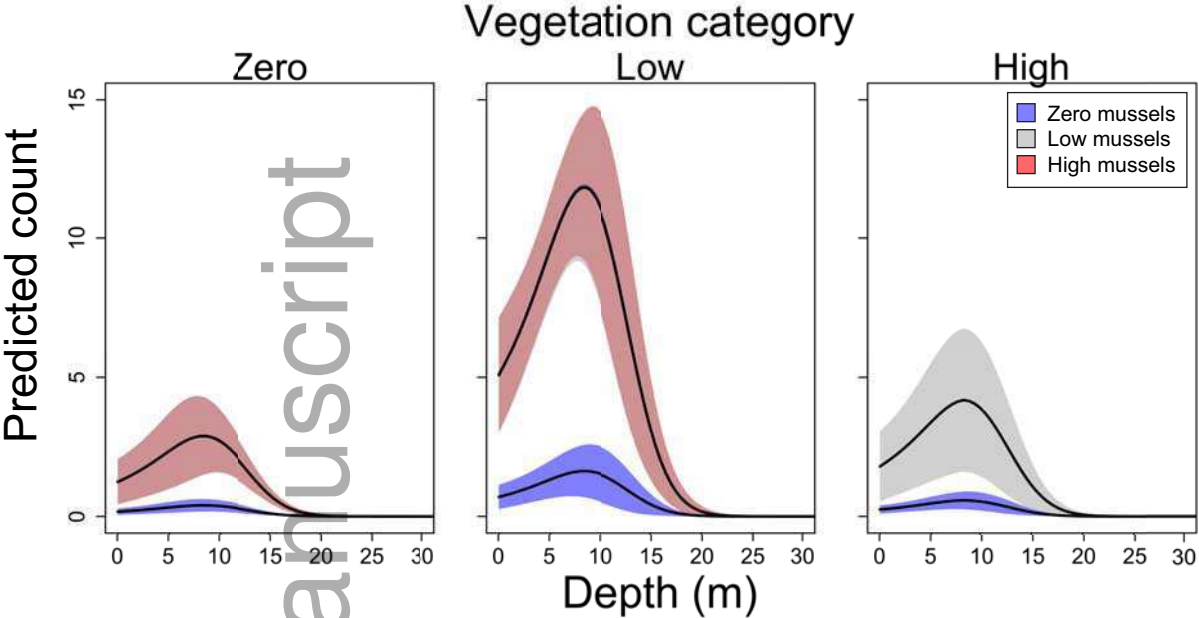 Vegetation category
Zero
Low
High
Predicted count
15
10
5
0
Zero mussels
Low mussels
High mussels
anuscript
0 5 10 15 20 25 30
0 5 10 15 20 25 30
0 5 10 15 20 25 30
Depth (m)